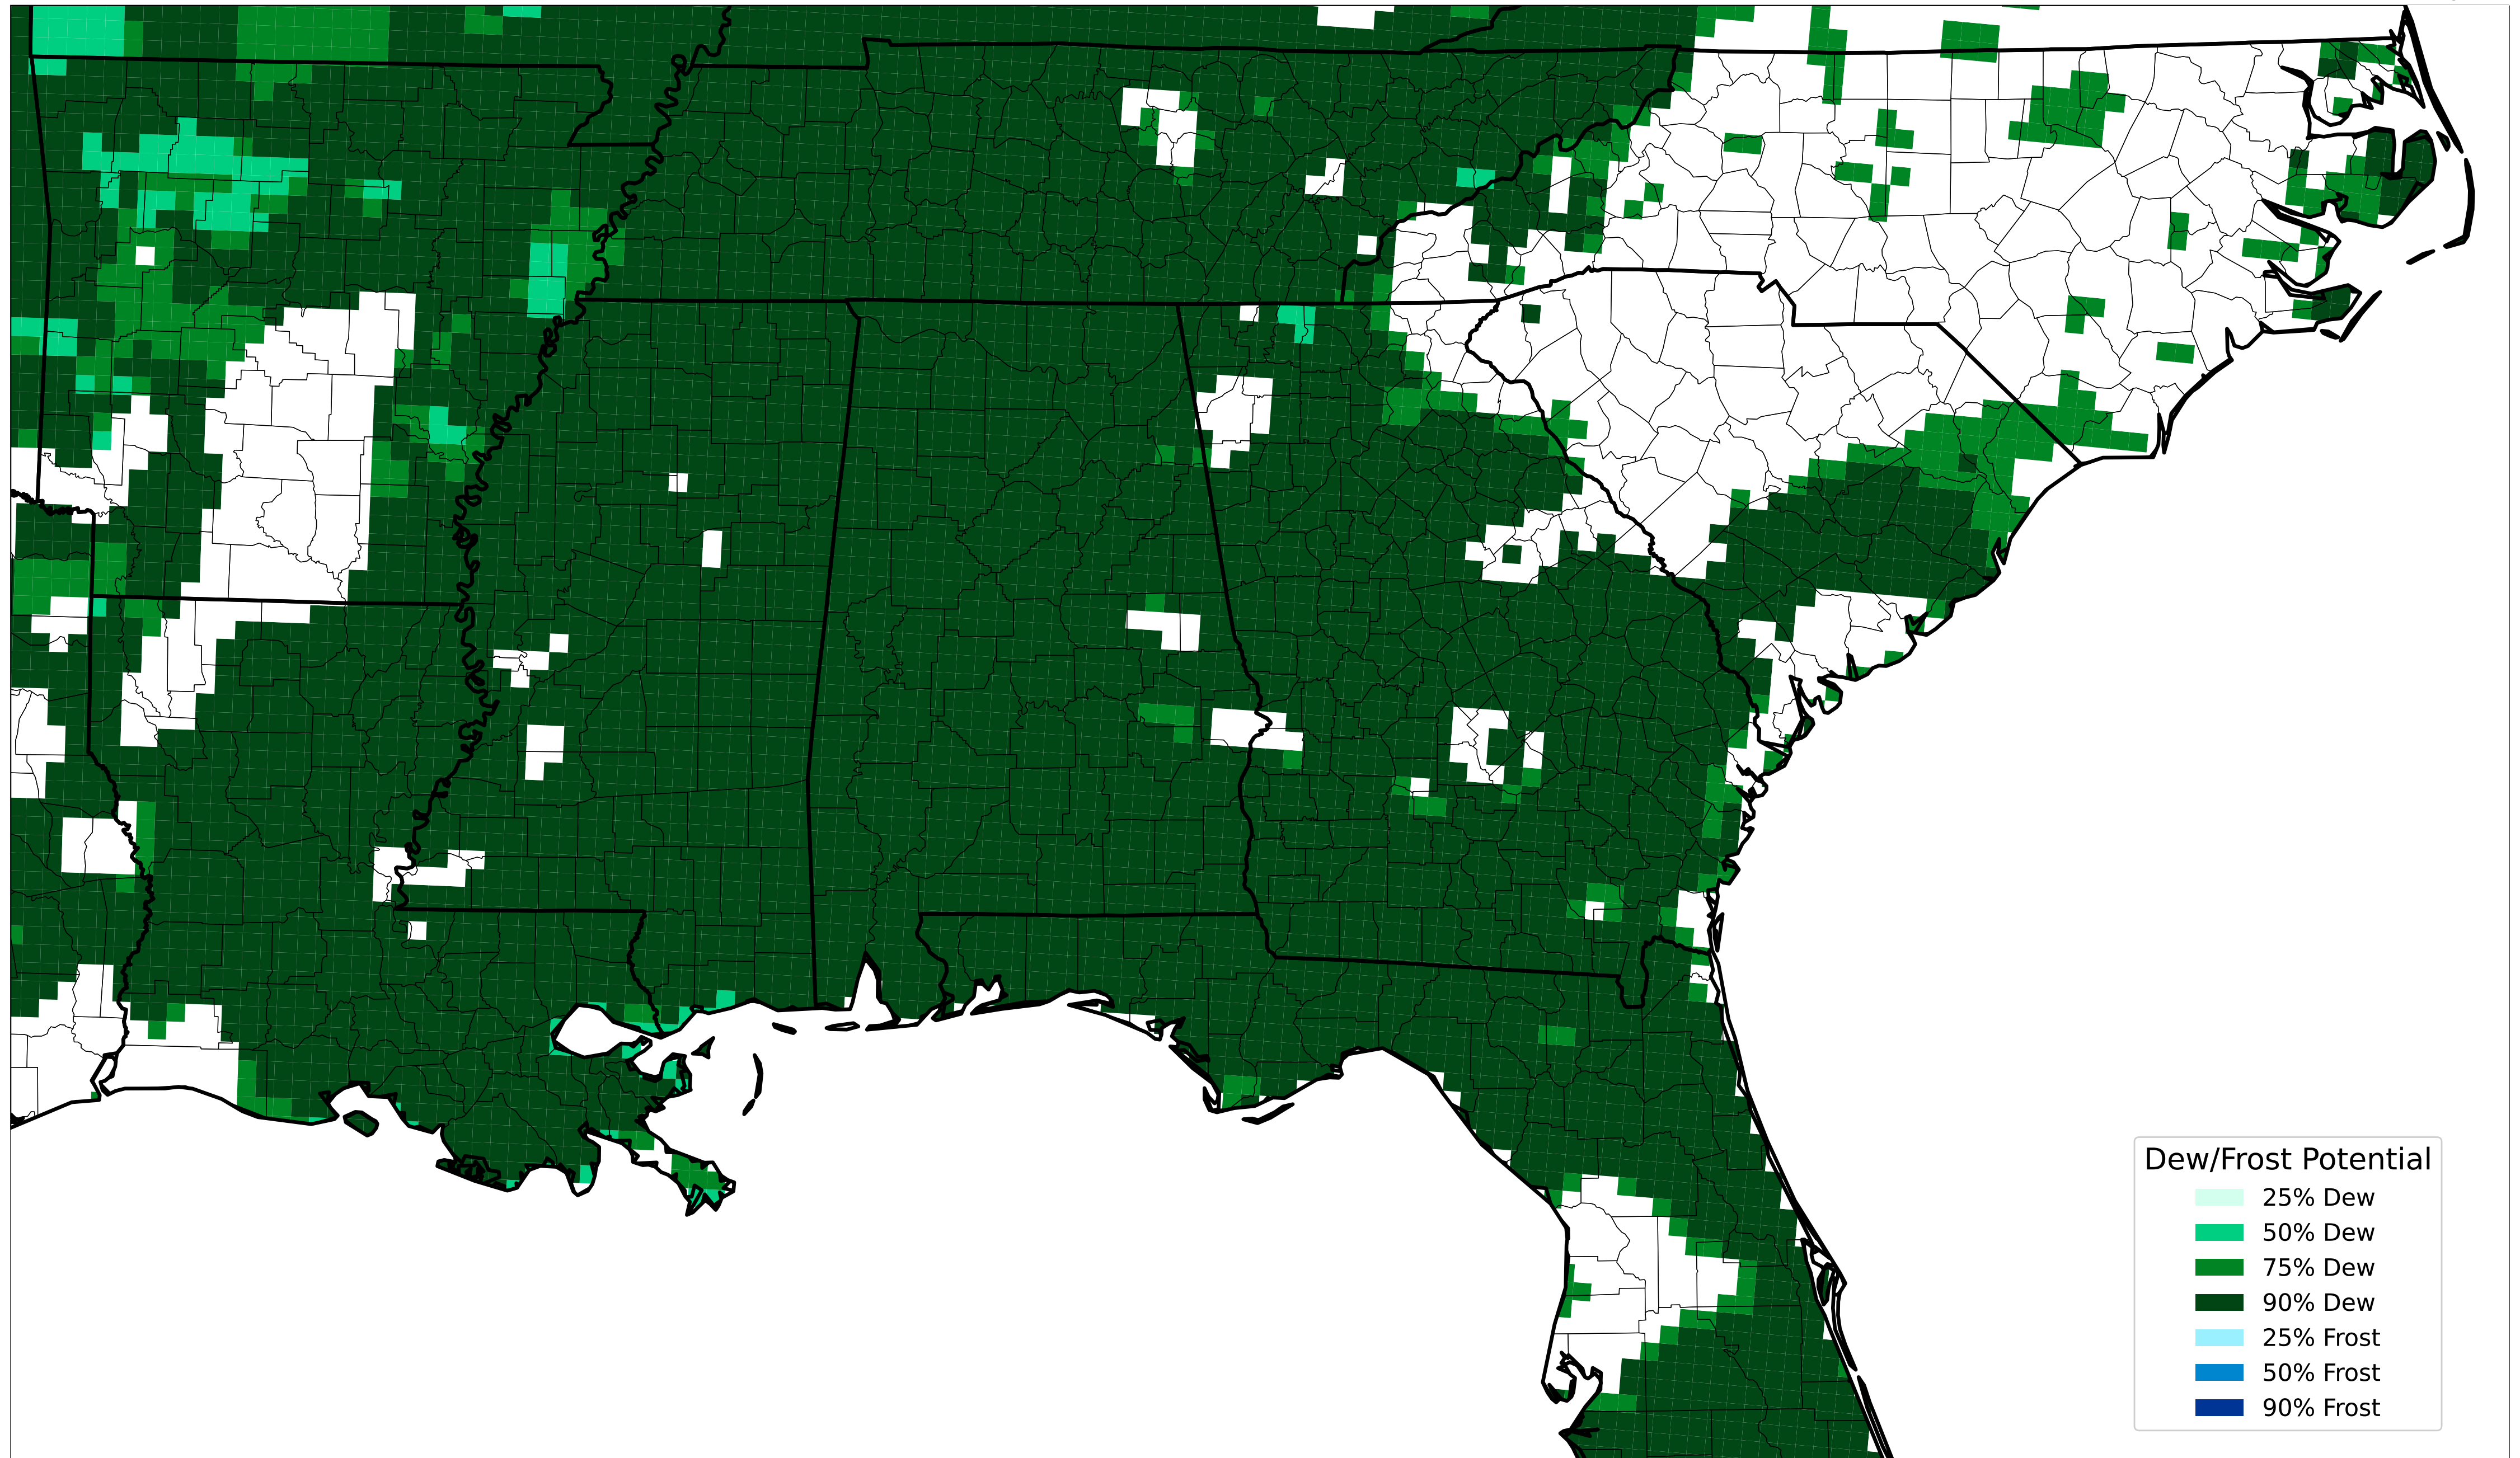 Dew/Frost Potential
25% Dew
50% Dew
75% Dew
90% Dew
25% Frost
50% Frost
90% Frost